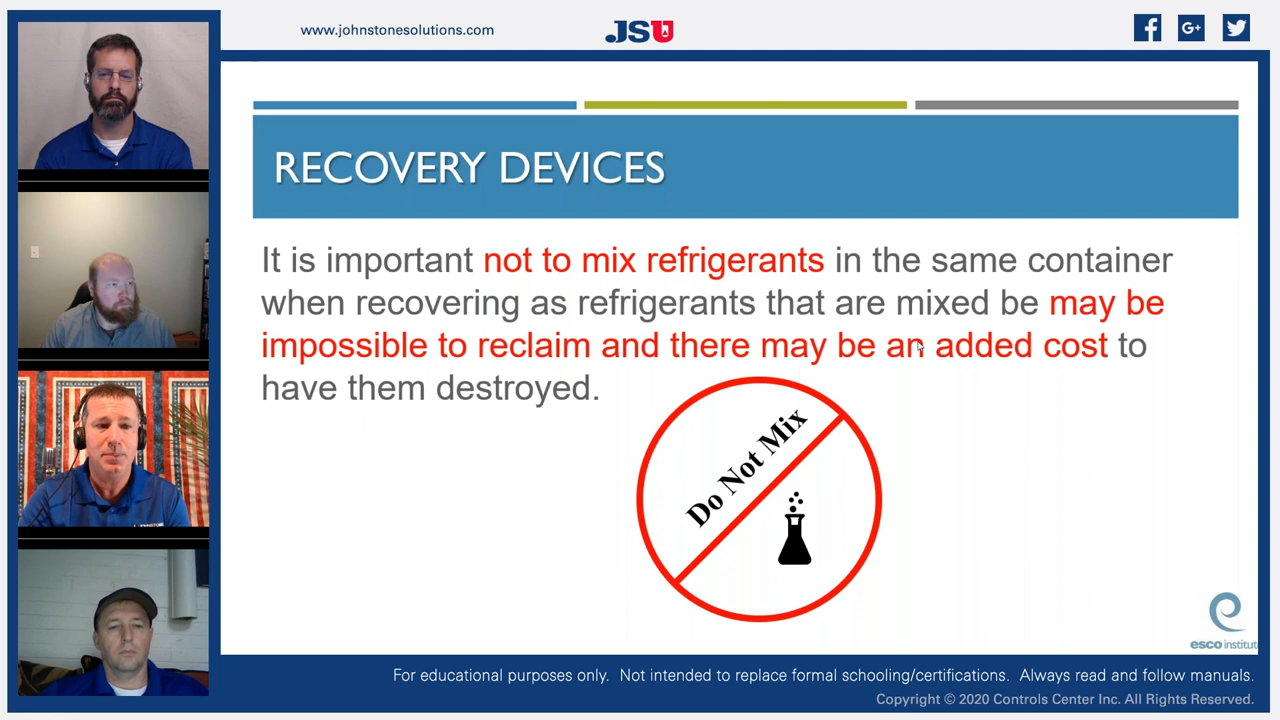 www.johnstonesolutions.com
JSU
RECOVERY DEVICES
It is important not to mix refrigerants in the same container
when recovering as refrigerants that are mixed be may be
impossible to reclaim and there may be an added cost to
have them destroyed.
Do Not Mix
esco institut
For educational purposes only. Not intended to replace formal schooling/certifications. Always read and follow manuals.
Copyright © 2020 Controls Center Inc. All Rights Reserved.